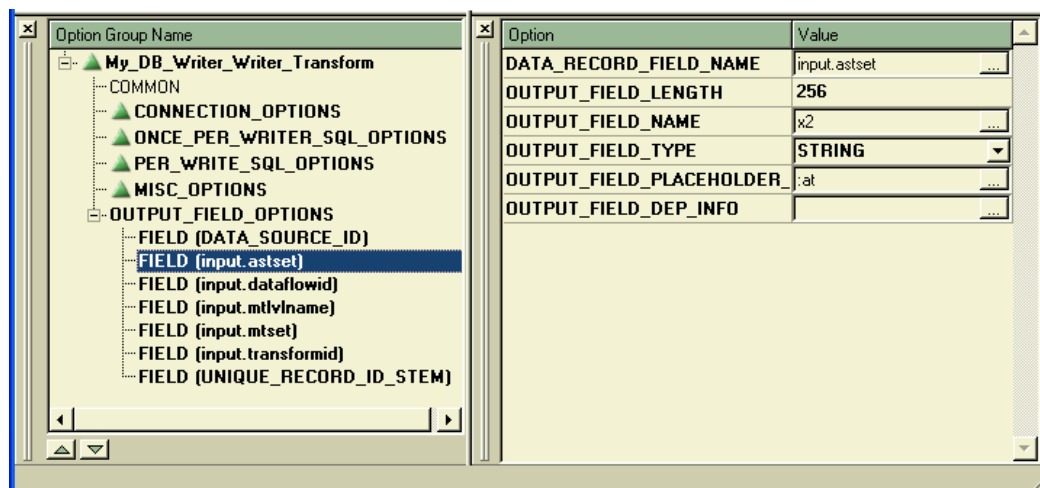 Option Group Name
My_DB_Writer_Writer_Transform
COMMON
CONNECTION_OPTIONS
ONCE_PER_WRITER_SQL_OPTIONS
PER_WRITE_SQL_OPTIONS
MISC_OPTIONS
OUTPUT_FIELD_OPTIONS
FIELD (DATA_SOURCE_ID)
FIELD (input.astset)
FIELD (input.dataflowid)
FIELD (input.mtlvlname)
FIELD (input.mtset)
FIELD (input.transformid)
FIELD (UNIQUE_RECORD_ID_STEM)
Option Value
DATA_RECORD_FIELD_NAME input.astset ...
OUTPUT_FIELD_LENGTH 256
OUTPUT_FIELD_NAME x2 ...
OUTPUT_FIELD_TYPE STRING
OUTPUT_FIELD_PLACEHOLDER_ :at ...
OUTPUT_FIELD_DEP_INFO ...